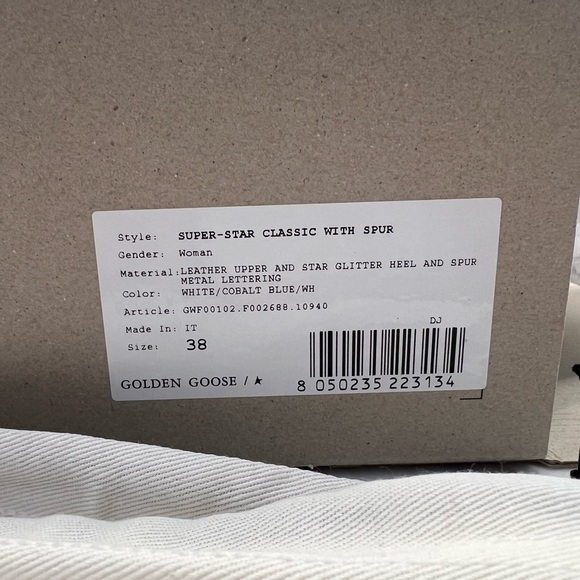 Style: SUPER-STAR CLASSIC WITH SPUR
Gender: Woman
Material: LEATHER UPPER AND STAR GLITTER HEEL AND SPUR
METAL LETTERING
Color: WHITE/COBALT BLUE/WH
Article: GWF00102.F002688.10940
Made In: IT
Size: 38
DJ
GOLDEN GOOSE / ★
8 050235 223134